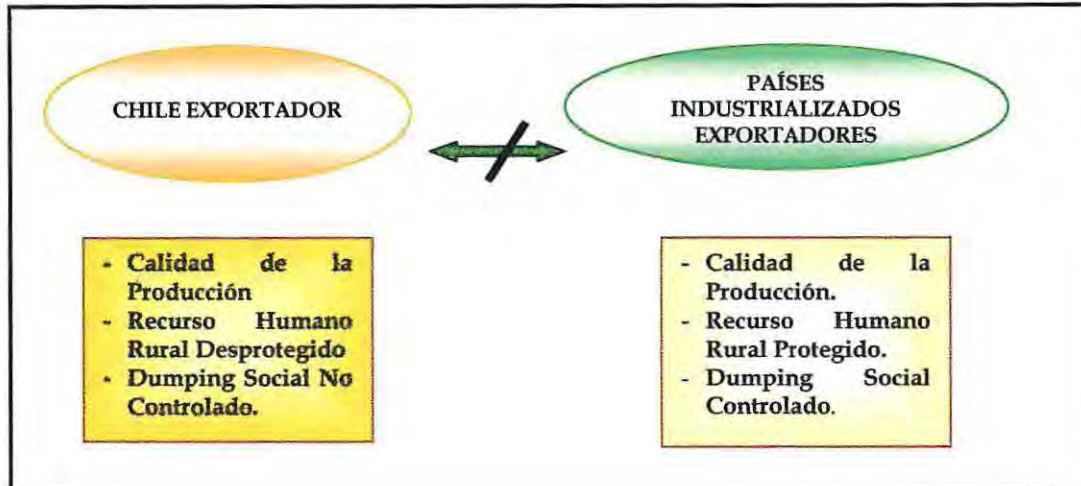 CHILE EXPORTADOR
PAÍSES
INDUSTRIALIZADOS
EXPORTADORES
- Calidad de la
Producción
- Recurso Humano
Rural Desprotegido
- Dumping Social No
Controlado.
- Calidad de la
Producción.
- Recurso Humano
Rural Protegido.
- Dumping Social
Controlado.